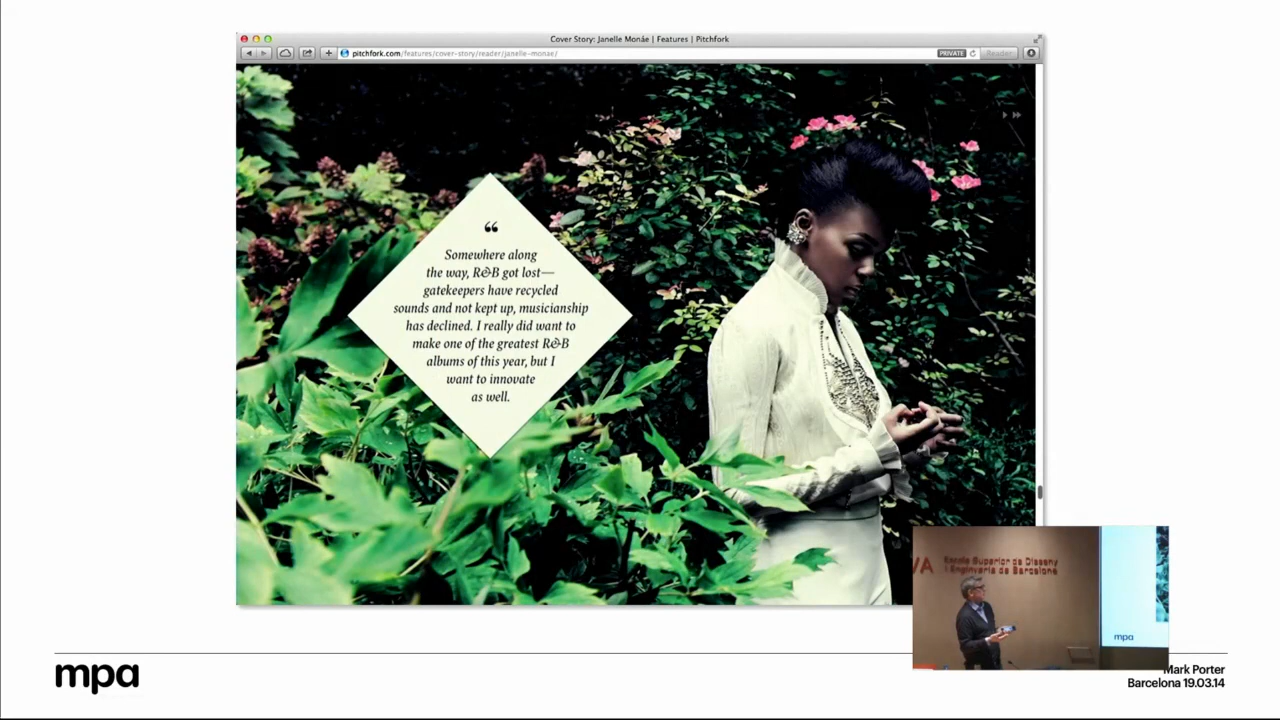 Cover Story: Janelle Monáe | Features | Pitchfork
pitchfork.com/features/cover-story/reader/janelle-monae/
PRIVATE
Reader
“
Somewhere along
the way, R&B got lost—
gatekeepers have recycled
sounds and not kept up, musicianship
has declined. I really did want to
make one of the greatest R&B
albums of this year, but I
want to innovate
as well.
VA
Escola Superior de Disseny
i Enginyeria de Barcelona
mpa
mpa
Mark Porter
Barcelona 19.03.14